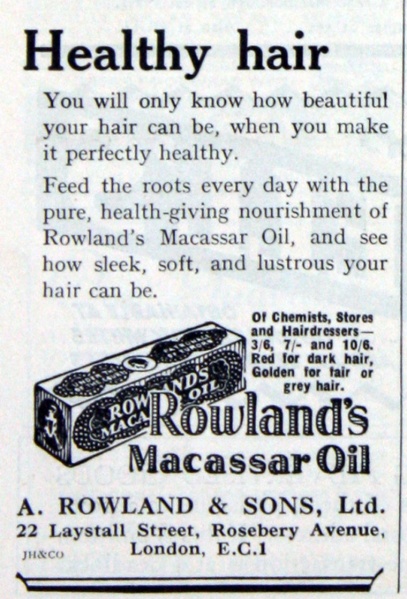 Healthy hair
You will only know how beautiful
your hair can be, when you make
it perfectly healthy.
Feed the roots every day with the
pure, health-giving nourishment of
Rowland's Macassar Oil, and see
how sleek, soft, and lustrous your
hair can be.
Of Chemists, Stores
and Hairdressers—
3/6, 7/- and 10/6.
Red for dark hair,
Golden for fair or
grey hair.
ROWLAND'S
MACASSAR OIL
Rowland's
Macassar Oil
A. ROWLAND & SONS, Ltd.
22 Laystall Street, Rosebery Avenue,
JH&CO London, E.C.1